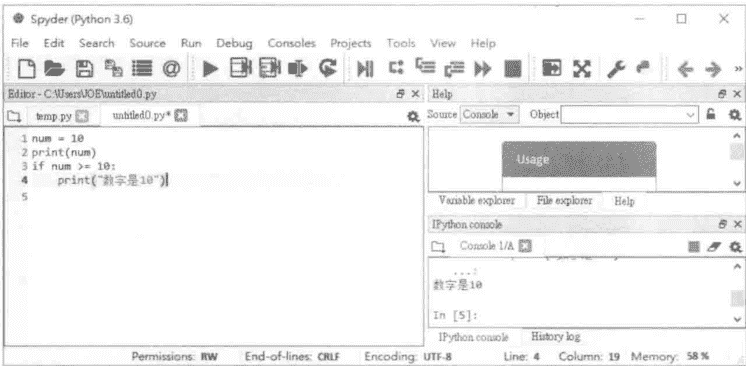 Spyder (Python 3.6)
File Edit Search Source Run Debug Consoles Projects Tools View Help
Editor - C:\Users\JOE\untitled0.py
Help
temp.py untitled0.py*
Source Console Object
1 num = 10
2 print(num)
3 if num >= 10:
4 print("数字是10")
5
Usage
Variable explorer File explorer Help
IPython console
Console 1/A
...:
数字是10
In [5]:
IPython console History log
Permissions: RW End-of-lines: CRLF Encoding: UTF-8 Line: 4 Column: 19 Memory: 58 %